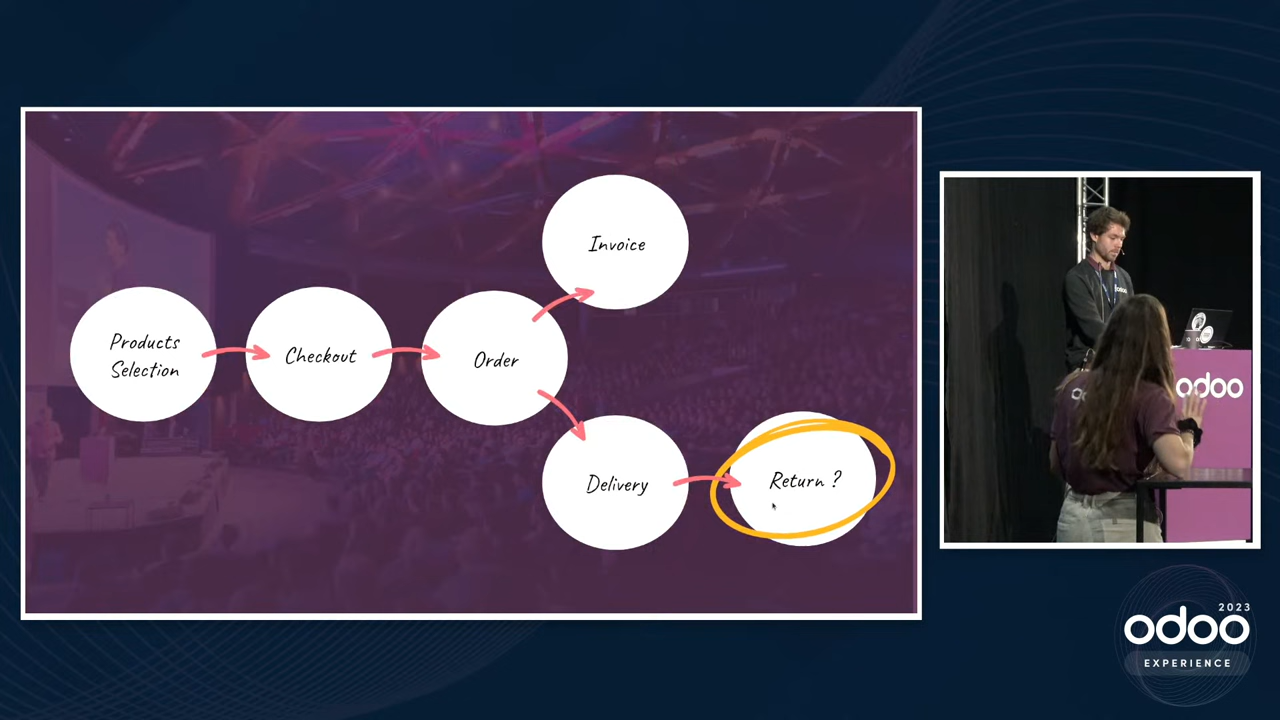 Invoice
Products
Selection
Checkout
Order
Delivery
Return ?
odoo
odoo
2023
odoo
EXPERIENCE